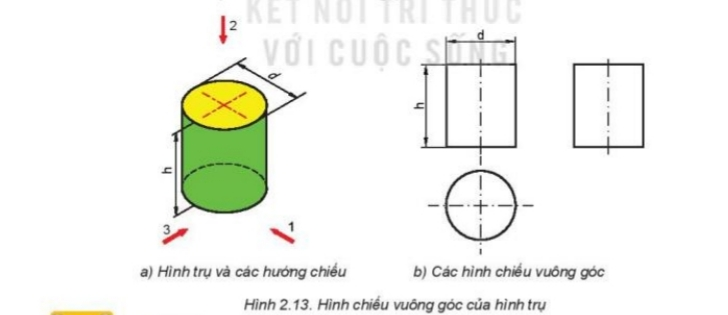 KẾT NỐI TRI THỨC
VỚI CUỘC SỐNG
2
d
h
3
1
d
h
a) Hình trụ và các hướng chiếu
b) Các hình chiếu vuông góc
Hình 2.13. Hình chiếu vuông góc của hình trụ